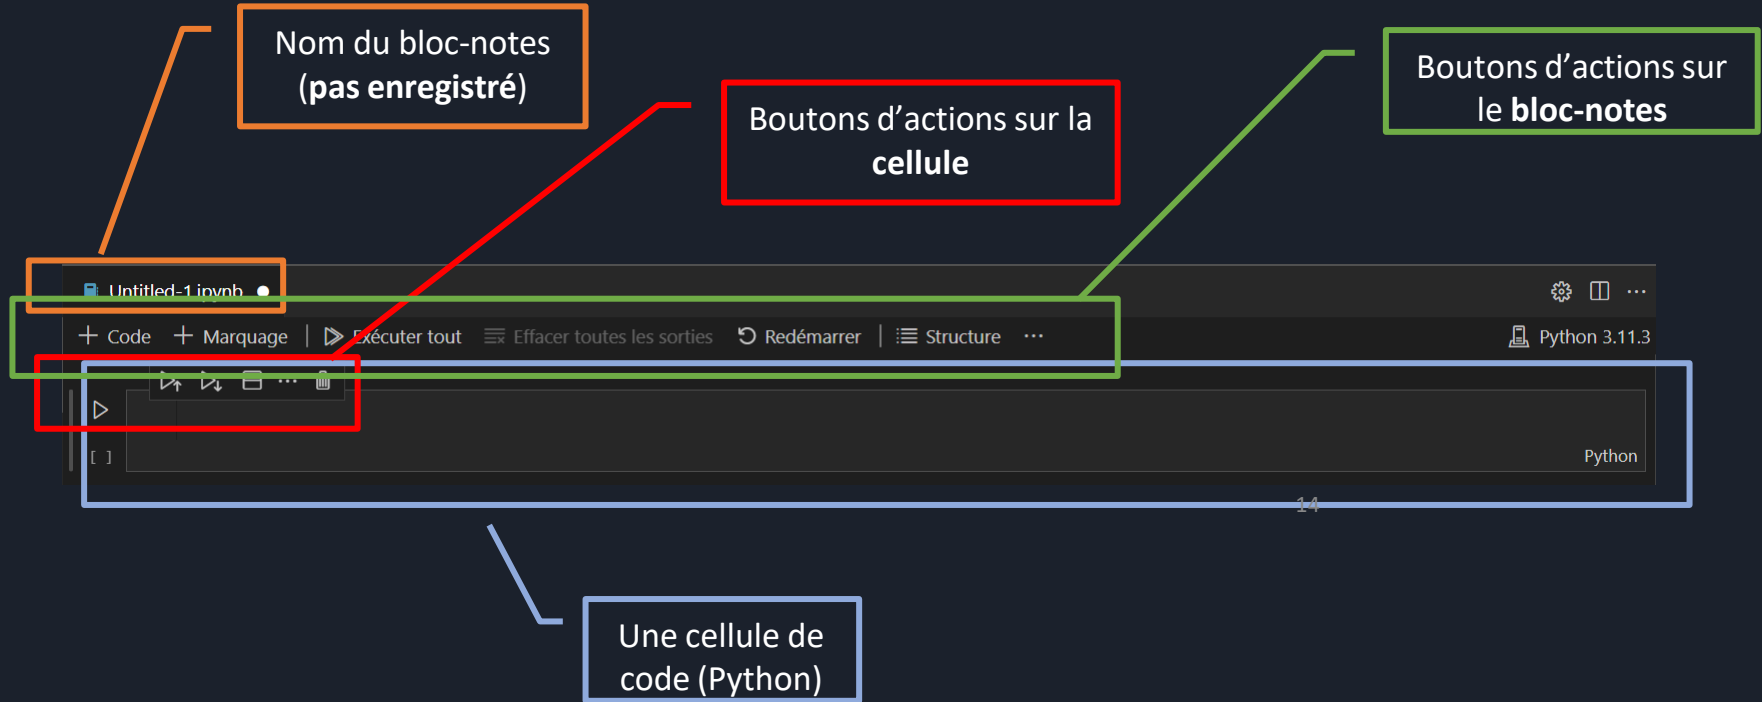 Nom du bloc-notes
(pas enregistré)
Boutons d’actions sur la
cellule
Boutons d’actions sur
le bloc-notes
Untitled-1.ipynb
Code Marquage Exécuter tout Effacer toutes les sorties Redémarrer Structure ... Python 3.11.3
[ ]
Python
14
Une cellule de
code (Python)